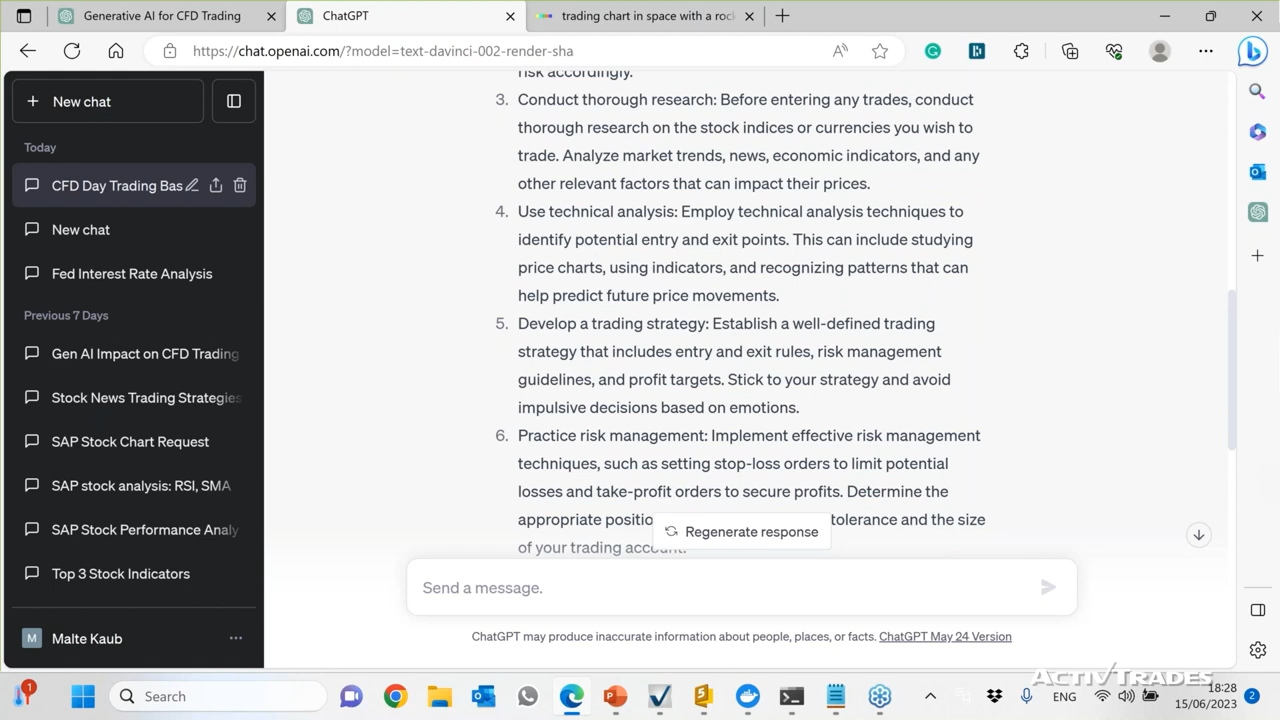 Generative AI for CFD Trading
ChatGPT
trading chart in space with a rock
https://chat.openai.com/?model=text-davinci-002-render-sha
New chat
Today
CFD Day Trading Bas
New chat
Fed Interest Rate Analysis
Previous 7 Days
Gen AI Impact on CFD Trading
Stock News Trading Strategies
SAP Stock Chart Request
SAP stock analysis: RSI, SMA
SAP Stock Performance Analy
Top 3 Stock Indicators
M Malte Kaub
risk accordingly.
3. Conduct thorough research: Before entering any trades, conduct
thorough research on the stock indices or currencies you wish to
trade. Analyze market trends, news, economic indicators, and any
other relevant factors that can impact their prices.
4. Use technical analysis: Employ technical analysis techniques to
identify potential entry and exit points. This can include studying
price charts, using indicators, and recognizing patterns that can
help predict future price movements.
5. Develop a trading strategy: Establish a well-defined trading
strategy that includes entry and exit rules, risk management
guidelines, and profit targets. Stick to your strategy and avoid
impulsive decisions based on emotions.
6. Practice risk management: Implement effective risk management
techniques, such as setting stop-loss orders to limit potential
losses and take-profit orders to secure profits. Determine the
appropriate positio tolerance and the size
of your trading account.
Regenerate response
Send a message.
ChatGPT may produce inaccurate information about people, places, or facts. ChatGPT May 24 Version
ACTIVTRADES
1
Search
ENG
18:28
15/06/2023
2